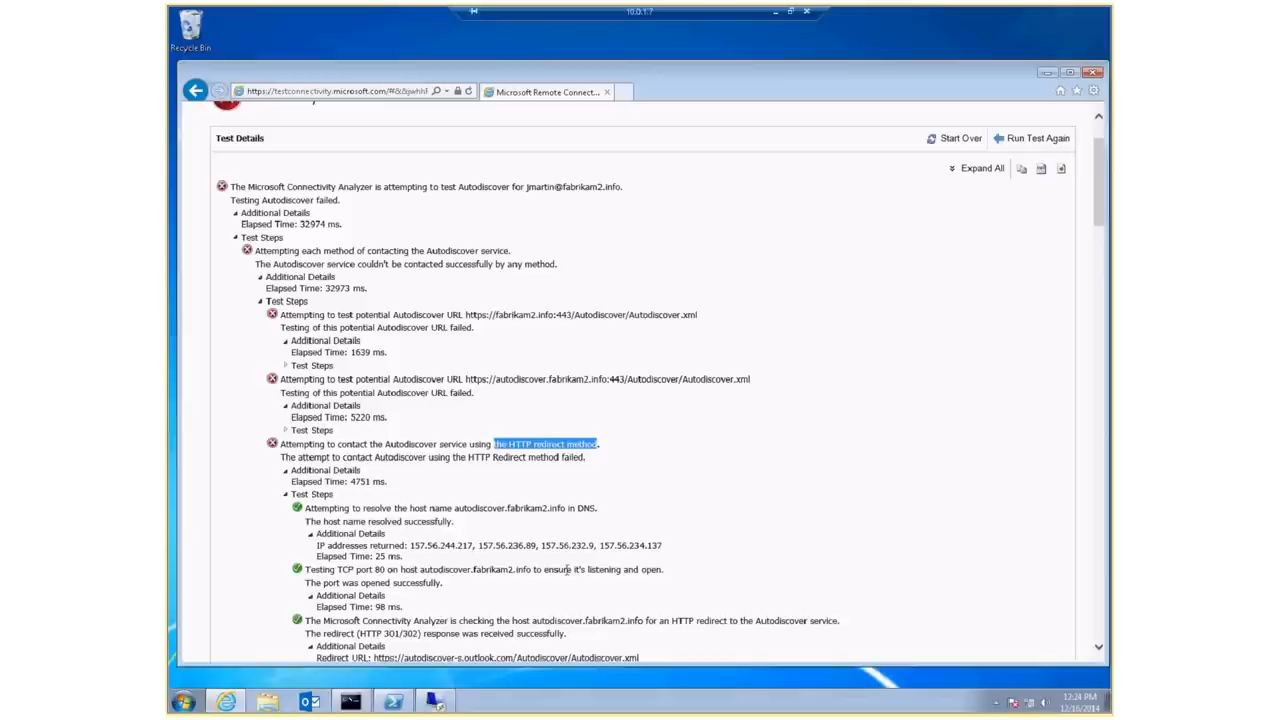 10.0.1.7
Recycle Bin
https://testconnectivity.microsoft.com/
Microsoft Remote Connect...
Test Details
Start Over
Run Test Again
Expand All
The Microsoft Connectivity Analyzer is attempting to test Autodiscover for jmartin@fabrikam2.info.
Testing Autodiscover failed.
Additional Details
Elapsed Time: 32974 ms.
Test Steps
Attempting each method of contacting the Autodiscover service.
The Autodiscover service couldn't be contacted successfully by any method.
Additional Details
Elapsed Time: 32973 ms.
Test Steps
Attempting to test potential Autodiscover URL https://fabrikam2.info:443/Autodiscover/Autodiscover.xml
Testing of this potential Autodiscover URL failed.
Additional Details
Elapsed Time: 1639 ms.
Test Steps
Attempting to test potential Autodiscover URL https://autodiscover.fabrikam2.info:443/Autodiscover/Autodiscover.xml
Testing of this potential Autodiscover URL failed.
Additional Details
Elapsed Time: 5220 ms.
Test Steps
Attempting to contact the Autodiscover service using the HTTP redirect method.
The attempt to contact Autodiscover using the HTTP Redirect method failed.
Additional Details
Elapsed Time: 4751 ms.
Test Steps
Attempting to resolve the host name autodiscover.fabrikam2.info in DNS.
The host name resolved successfully.
Additional Details
IP addresses returned: 157.56.244.217, 157.56.236.89, 157.56.232.9, 157.56.234.137
Elapsed Time: 25 ms.
Testing TCP port 80 on host autodiscover.fabrikam2.info to ensure it's listening and open.
The port was opened successfully.
Additional Details
Elapsed Time: 98 ms.
The Microsoft Connectivity Analyzer is checking the host autodiscover.fabrikam2.info for an HTTP redirect to the Autodiscover service.
The redirect (HTTP 301/302) response was received successfully.
Additional Details
Redirect URL: https://autodiscover-s.outlook.com/Autodiscover/Autodiscover.xml
12:24 PM
12/16/2014